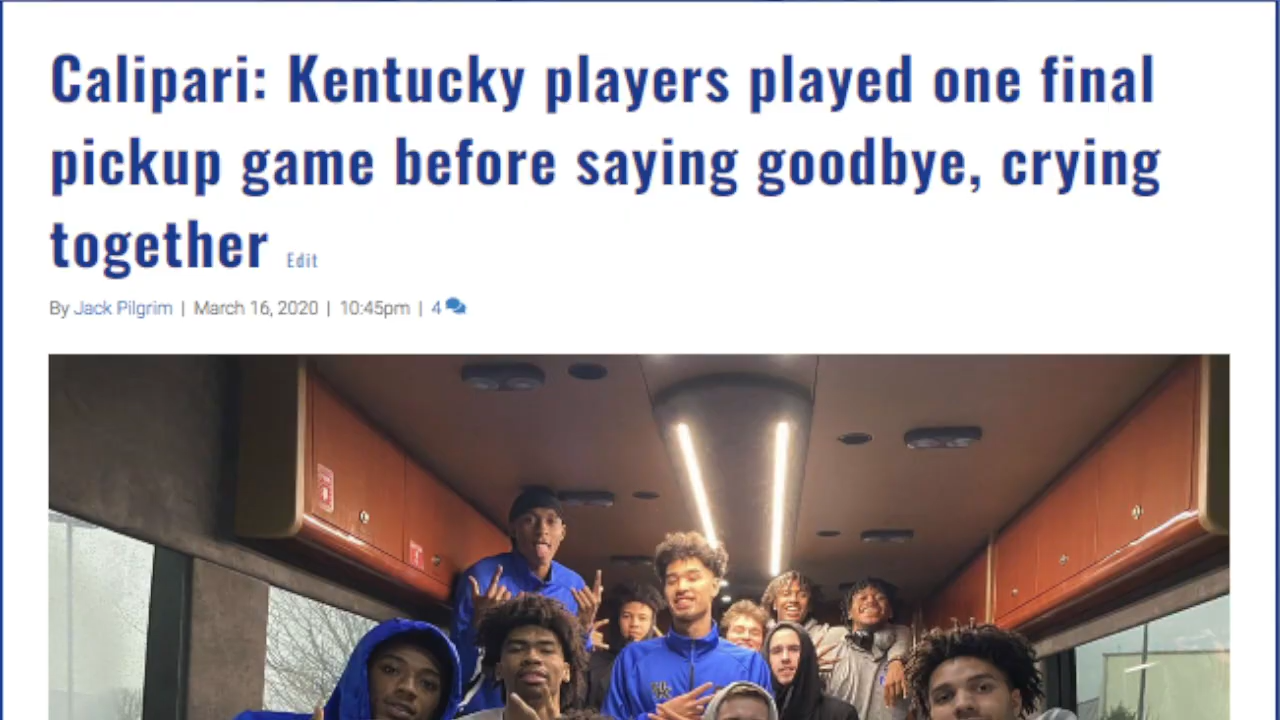 Calipari: Kentucky players played one final
pickup game before saying goodbye, crying
together Edit
By Jack Pilgrim | March 16, 2020 | 10:45pm | 4